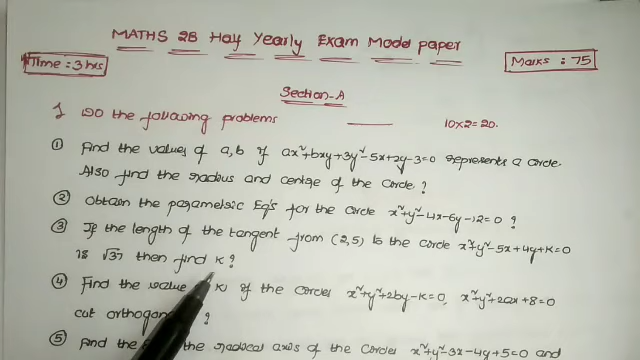 MATHS 2B Half Yearly Exam Model paper
Time : 3 hrs
Marks : 75
Section-A
I Do the following problems
10x2=20.
① Find the values of a,b if ax²+bxy+3y²-5x+2y-3=0 represents a circle.
Also find the radius and centre of the circle ?
② Obtain the parametric Eq's for the circle x²+y²-4x-6y-12=0 ?
③ If the length of the tangent from (2,5) to the circle x²+y²-5x+4y+k=0
is √37 then find k ?
④ Find the value k of the circles x²+y²+2by-k=0, x²+y²+2ax+8=0
cut ?
⑤ Find the the radical axis of the circles x²+y²-3x-4y+5=0 and